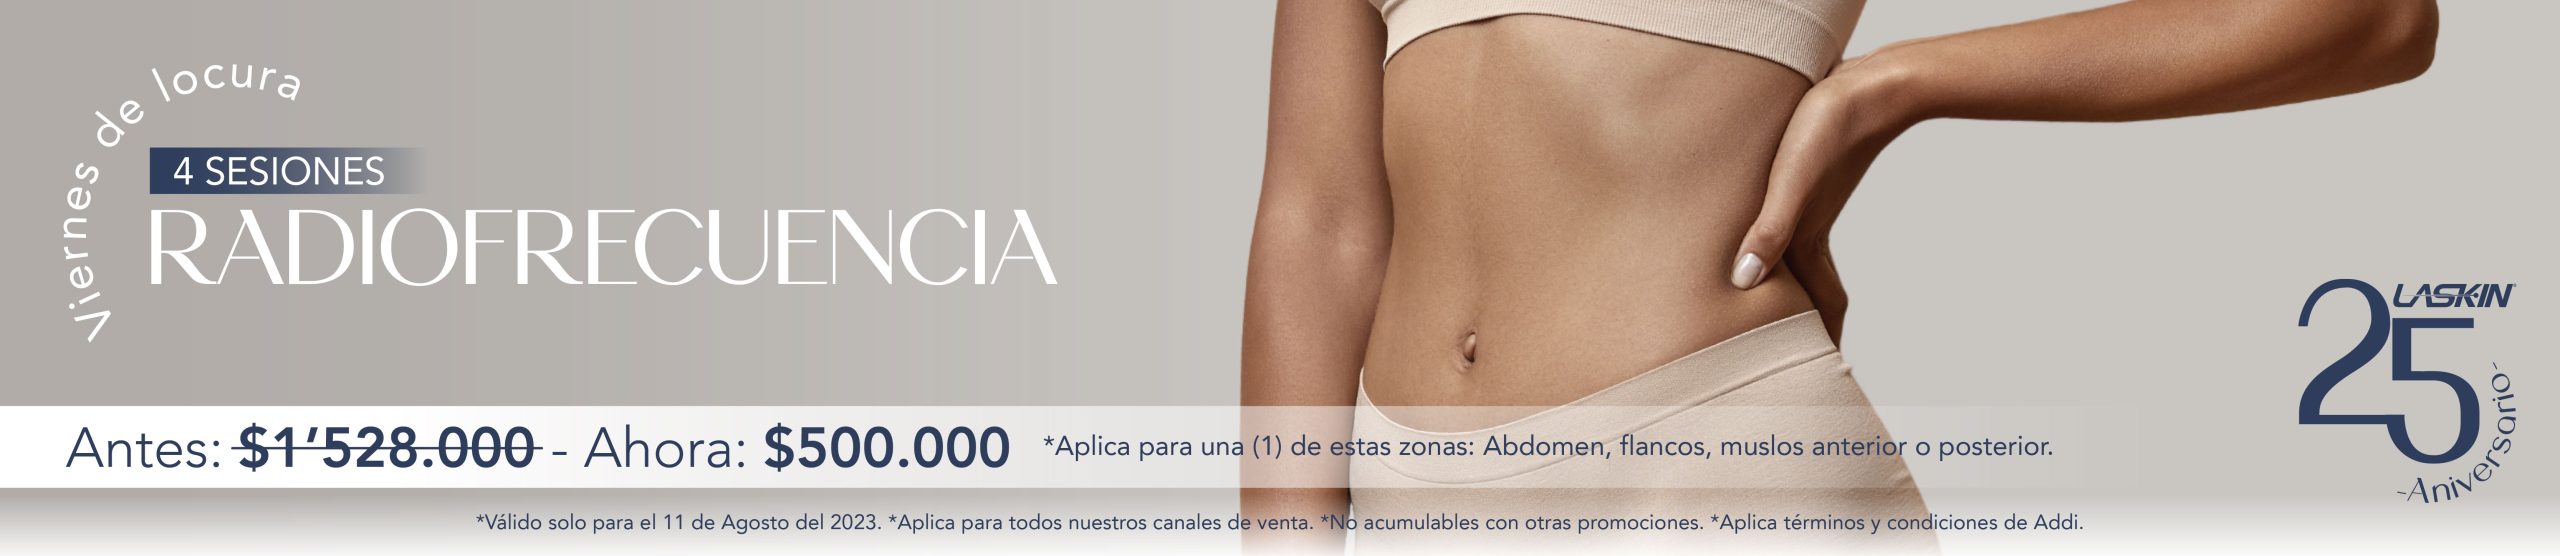 Viernes de locura
4 SESIONES
RADIOFRECUENCIA
Antes: $1’528.000 - Ahora: $500.000 *Aplica para una (1) de estas zonas: Abdomen, flancos, muslos anterior o posterior.
*Válido solo para el 11 de Agosto del 2023. *Aplica para todos nuestros canales de venta. *No acumulables con otras promociones. *Aplica términos y condiciones de Addi.
LASKIN
25
-Aniversario-